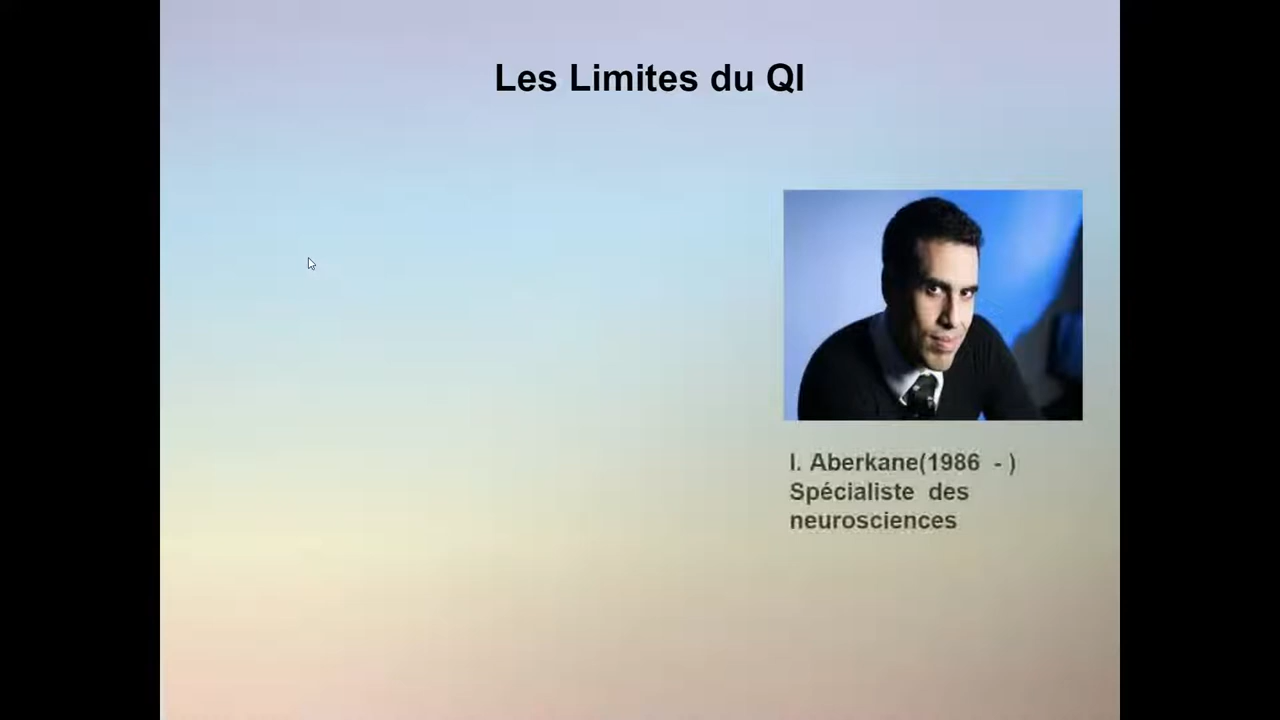 Les Limites du QI
I. Aberkane(1986 - )
Spécialiste des
neurosciences